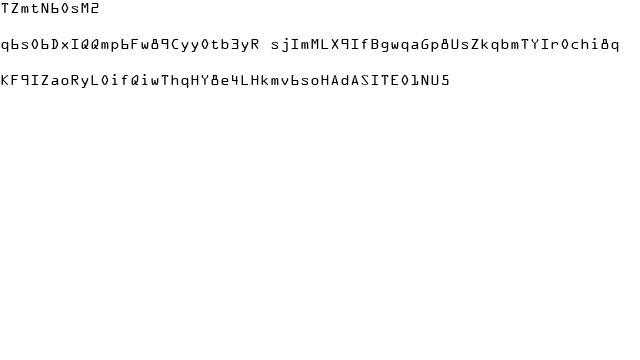 TZmtN60sM2
q6s06DxIQQmp6Fw89Cyy0tb3yR sjImMLX9IfBgwqaGp8UsZkqbmTYIr0chi8q
KF9IZaoRyL0ifQiwThqHY8e4LHkmv6soHAdASITE01NU5